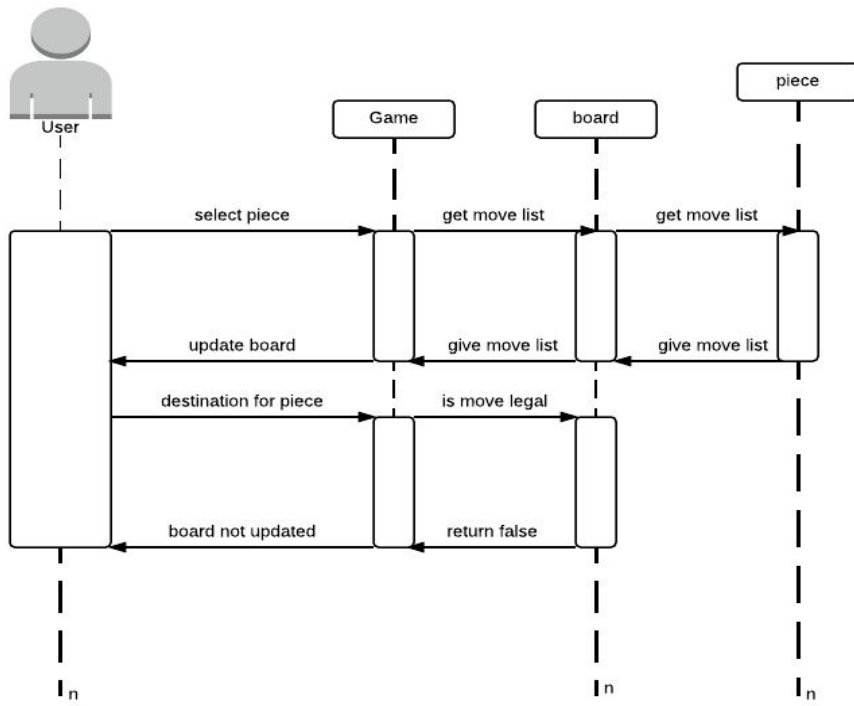 piece
Game
board
User
select piece
get move list
get move list
update board
give move list
give move list
destination for piece
is move legal
board not updated
return false
n
n
n